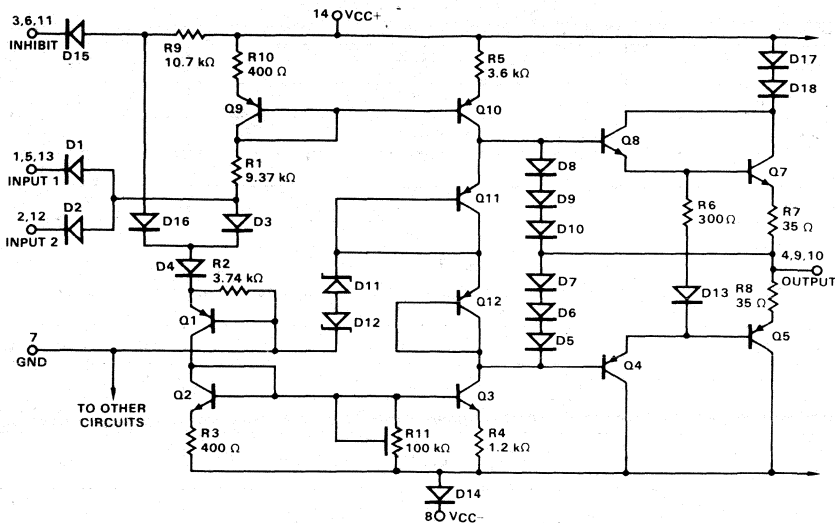 14 VCC+
3,6,11
INHIBIT
D15
R9
10.7 kΩ
R10
400 Ω
R5
3.6 kΩ
D17
D18
Q9
Q10
Q8
1,5,13
INPUT 1
D1
R1
9.37 kΩ
D8
Q7
Q11
D9
R6
300 Ω
R7
35 Ω
2,12
INPUT 2
D2
D16
D3
D10
4,9,10
OUTPUT
D4
R2
3.74 kΩ
D11
Q12
D7
D13
R8
35 Ω
D6
Q1
D12
D5
Q5
7
GND
Q4
TO OTHER
CIRCUITS
Q2
Q3
R3
400 Ω
R11
100 kΩ
R4
1.2 kΩ
D14
8 VCC-